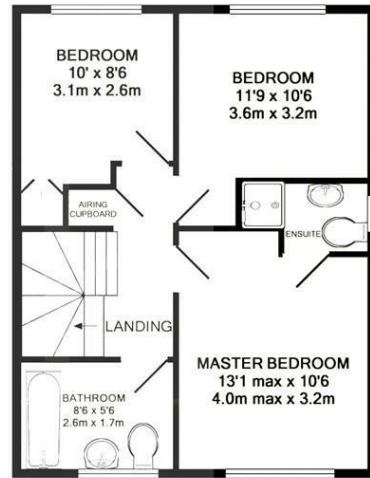 BEDROOM
10' x 8'6
3.1m x 2.6m
BEDROOM
11'9 x 10'6
3.6m x 3.2m
AIRING
CUPBOARD
ENSUITE
LANDING
MASTER BEDROOM
13'1 max x 10'6
4.0m max x 3.2m
BATHROOM
8'6 x 5'6
2.6m x 1.7m